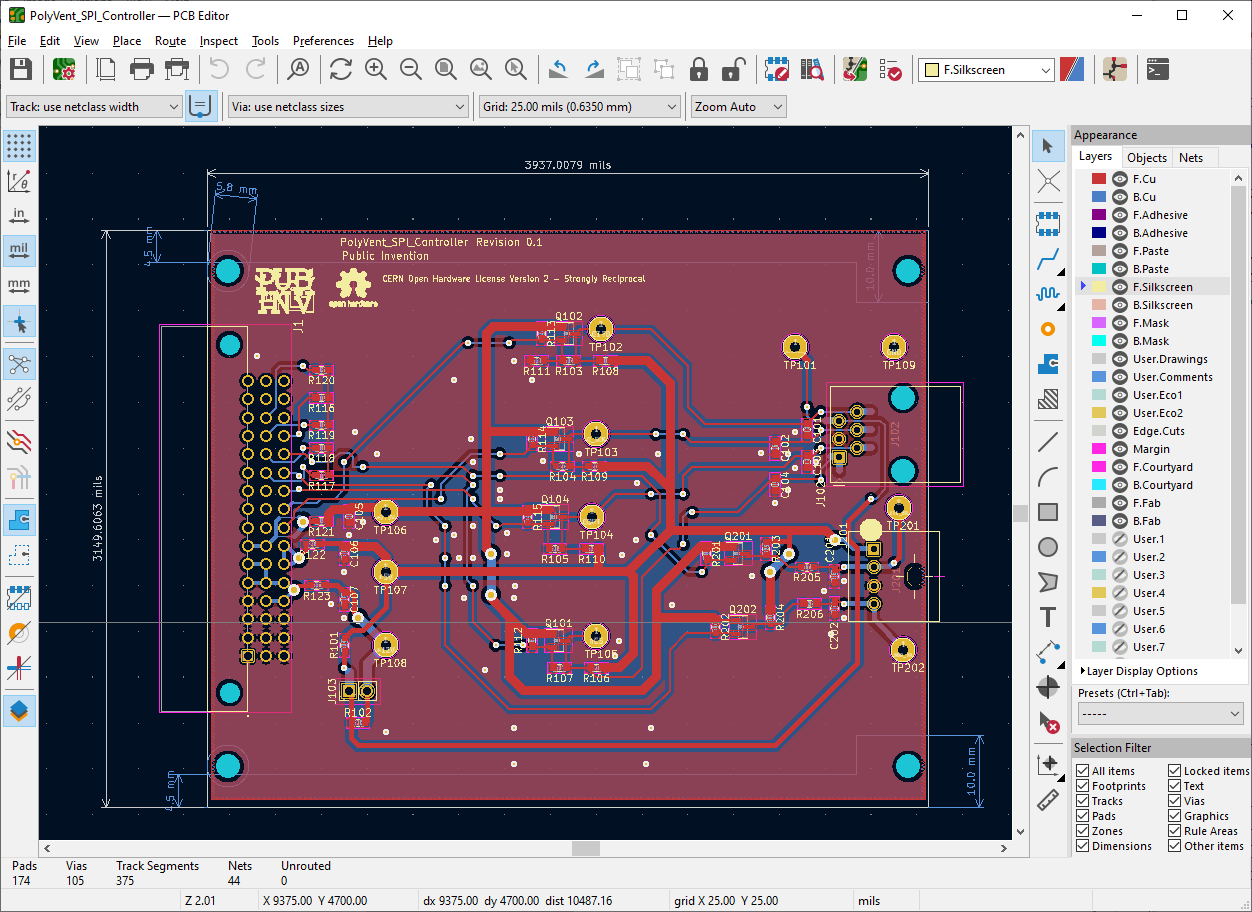 PolyVent_SPI_Controller — PCB Editor
File Edit View Place Route Inspect Tools Preferences Help
F.Silkscreen
Track: use netclass width
Via: use netclass sizes
Grid: 25.00 mils (0.6350 mm)
Zoom Auto
in
mil
mm
3937.0079 mils
5,8 mm
4.5 mm
3149.6063 mils
4.5 mm
10.0 mm
10.0 mm
PolyVent_SPI_Controller Revision 0.1
Public Invention
PUB
INV
open hardware
CERN Open Hardware License Version 2 - Strongly Reciprocal
J1
Q102
R113
TP102
R111 R103 R108
TP101
TP109
R120
R116
R119
R118
R117
Q103
R114
TP103
R104 R109
J102
J102
Q104
R115
TP104
R105 R110
TP106
R121
R122
C106
TP107
R123
C107
TP201
Q201
R201
R203
R205
Q202
R202
R204
R206
C202
TP202
Q101
R112
TP105
R107 R106
R101
TP108
J103
R102
Appearance
Layers Objects Nets
F.Cu
B.Cu
F.Adhesive
B.Adhesive
F.Paste
B.Paste
F.Silkscreen
B.Silkscreen
F.Mask
B.Mask
User.Drawings
User.Comments
User.Eco1
User.Eco2
Edge.Cuts
Margin
F.Courtyard
B.Courtyard
F.Fab
B.Fab
User.1
User.2
User.3
User.4
User.5
User.6
User.7
Layer Display Options
Presets (Ctrl+Tab):
-----
Selection Filter
All items Locked items
Footprints Text
Tracks Vias
Pads Graphics
Zones Rule Areas
Dimensions Other items
Pads Vias Track Segments Nets Unrouted
174 105 375 44 0
Z 2.01 X 9375.00 Y 4700.00 dx 9375.00 dy 4700.00 dist 10487.16 grid X 25.00 Y 25.00 mils